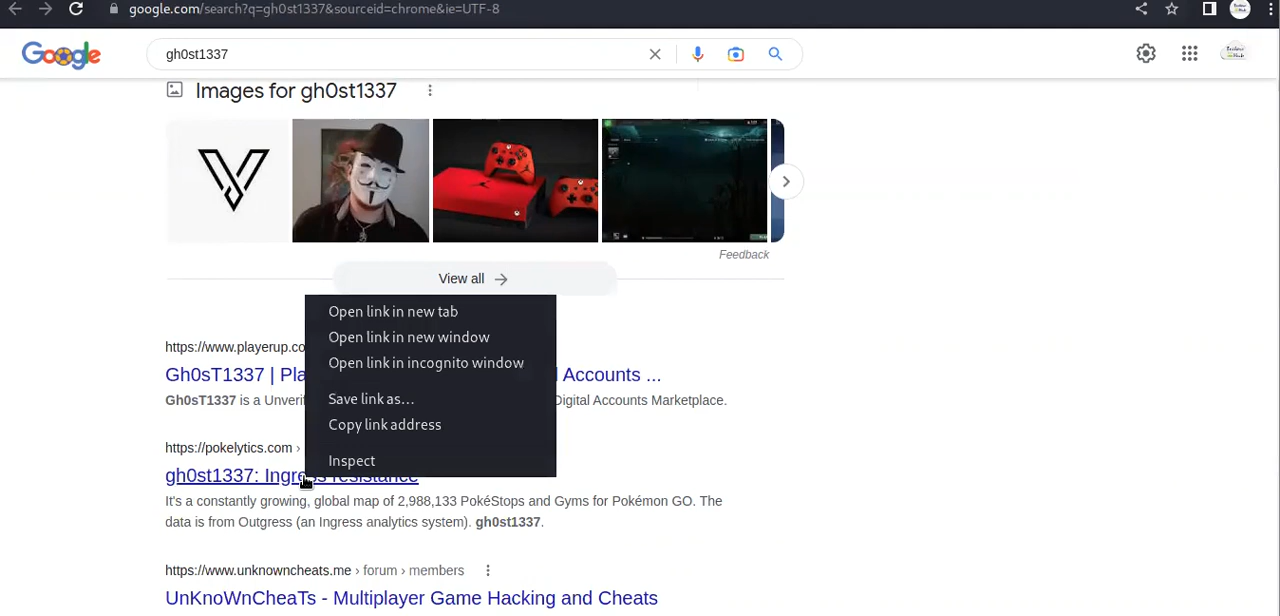 google.com/search?q=gh0st1337&sourceid=chrome&ie=UTF-8
Google
gh0st1337
Images for gh0st1337
Feedback
View all
Open link in new tab
Open link in new window
Open link in incognito window
Save link as...
Copy link address
Inspect
https://www.playerup.co
Gh0sT1337 | Pla l Accounts ...
Gh0sT1337 is a Unverif Digital Accounts Marketplace.
https://pokelytics.com ›
gh0st1337: Ingress resistance
It's a constantly growing, global map of 2,988,133 PokéStops and Gyms for Pokémon GO. The
data is from Outgress (an Ingress analytics system). gh0st1337.
https://www.unknowncheats.me › forum › members
UnKnoWnCheaTs - Multiplayer Game Hacking and Cheats